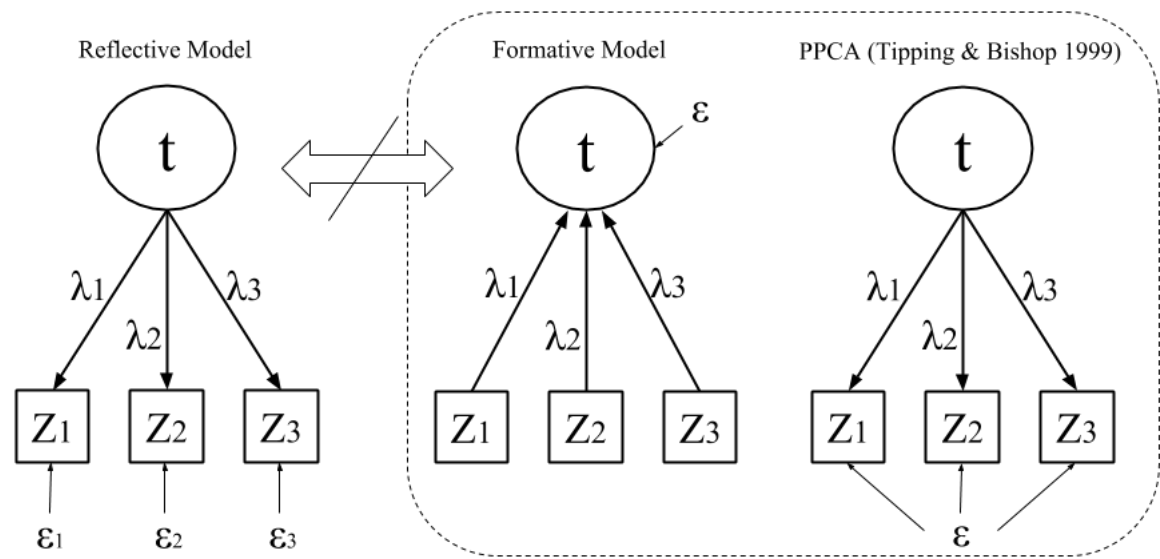 Reflective Model
Formative Model
PPCA (Tipping & Bishop 1999)
t
t
ε
t
λ1
λ2
λ3
λ1
λ2
λ3
λ1
λ2
λ3
Z1
Z2
Z3
Z1
Z2
Z3
Z1
Z2
Z3
ε1
ε2
ε3
ε